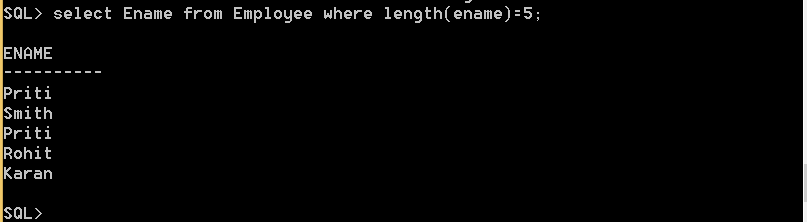 SQL> select Ename from Employee where length(ename)=5;
ENAME
----------
Priti
Smith
Priti
Rohit
Karan
SQL>